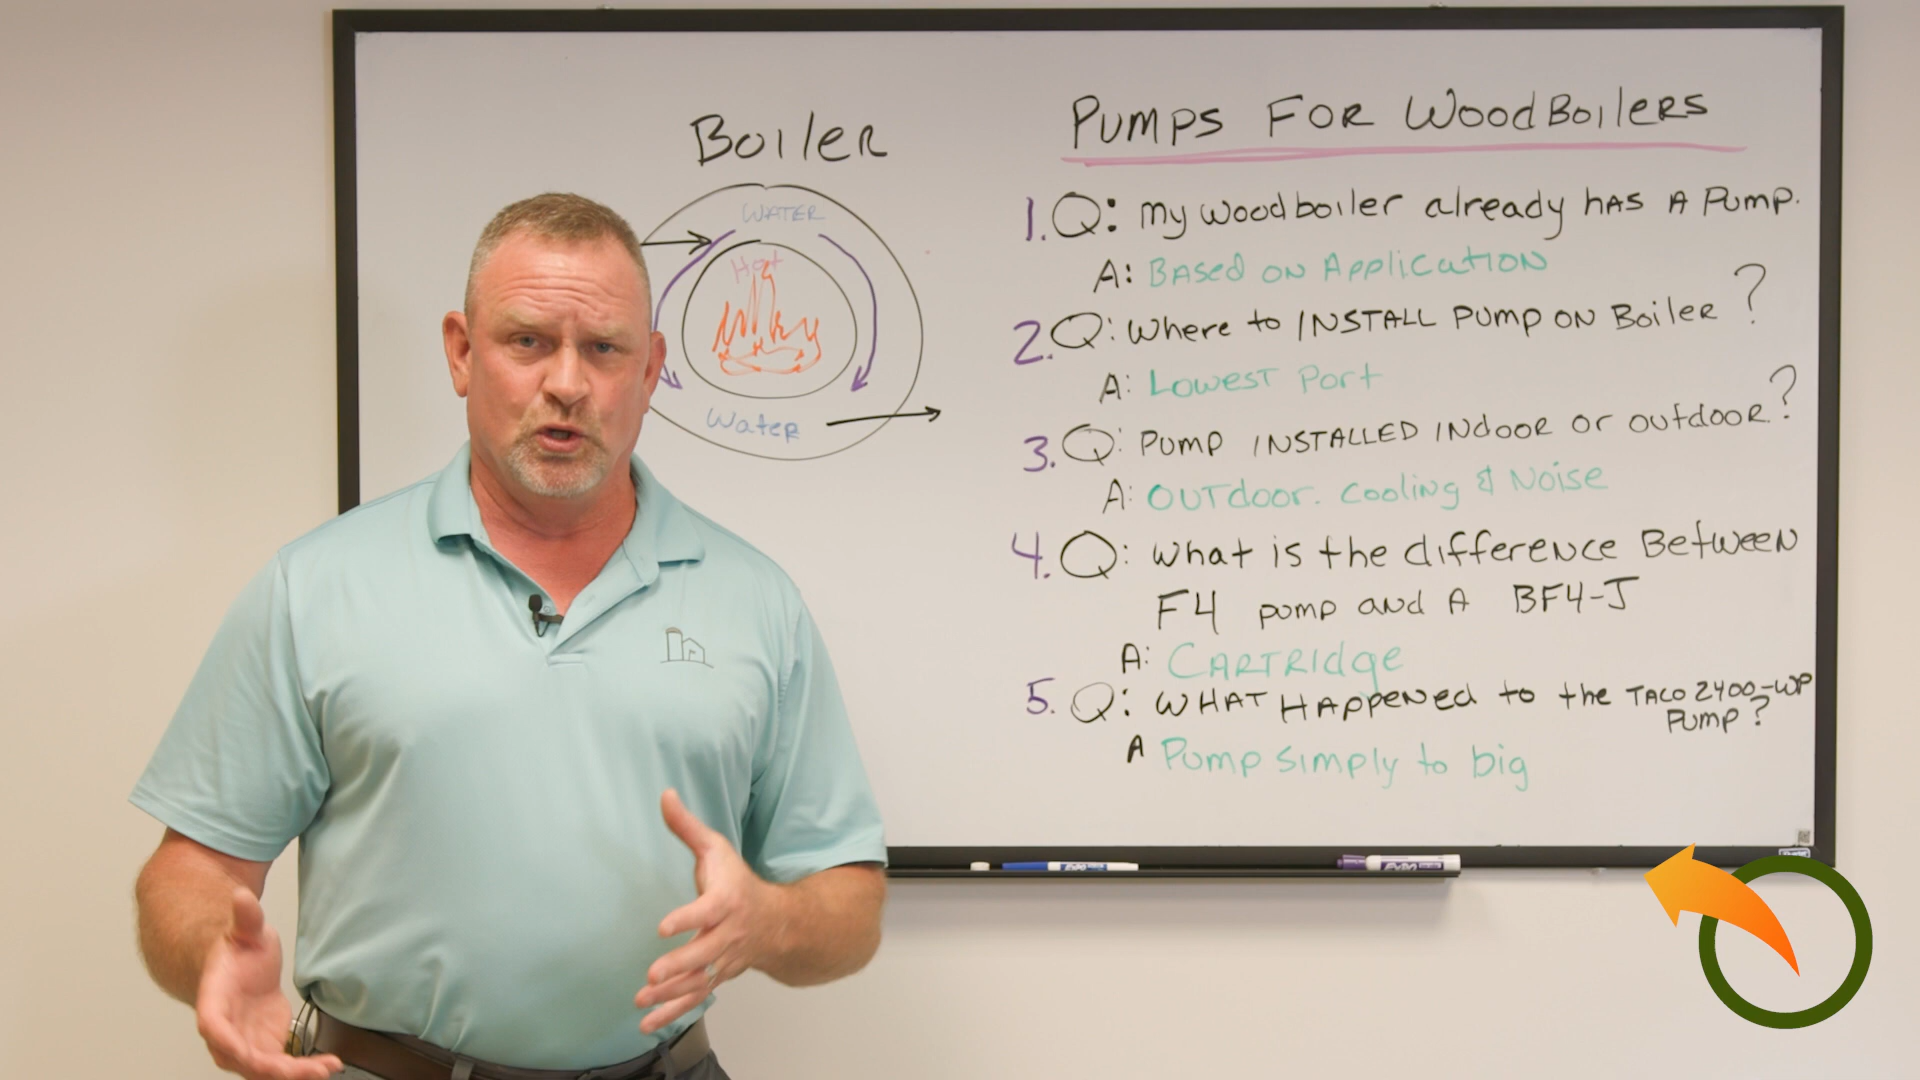 Boiler
WATER
Hot
Water
Pumps For WoodBoilers
1. Q: My woodboiler already has A Pump.
A: Based on Application
2. Q: Where to INSTALL Pump on Boiler?
A: Lowest Port
3. Q: Pump INSTALLED INdoor or outdoor?
A: OUTdoor. Cooling & Noise
4. Q: What is the difference Between
F4 pump and A BF4-J
A: CARTRIdge
5. Q: WHAT HAppened to the TACO 2400-WP
Pump?
A Pump simply to big